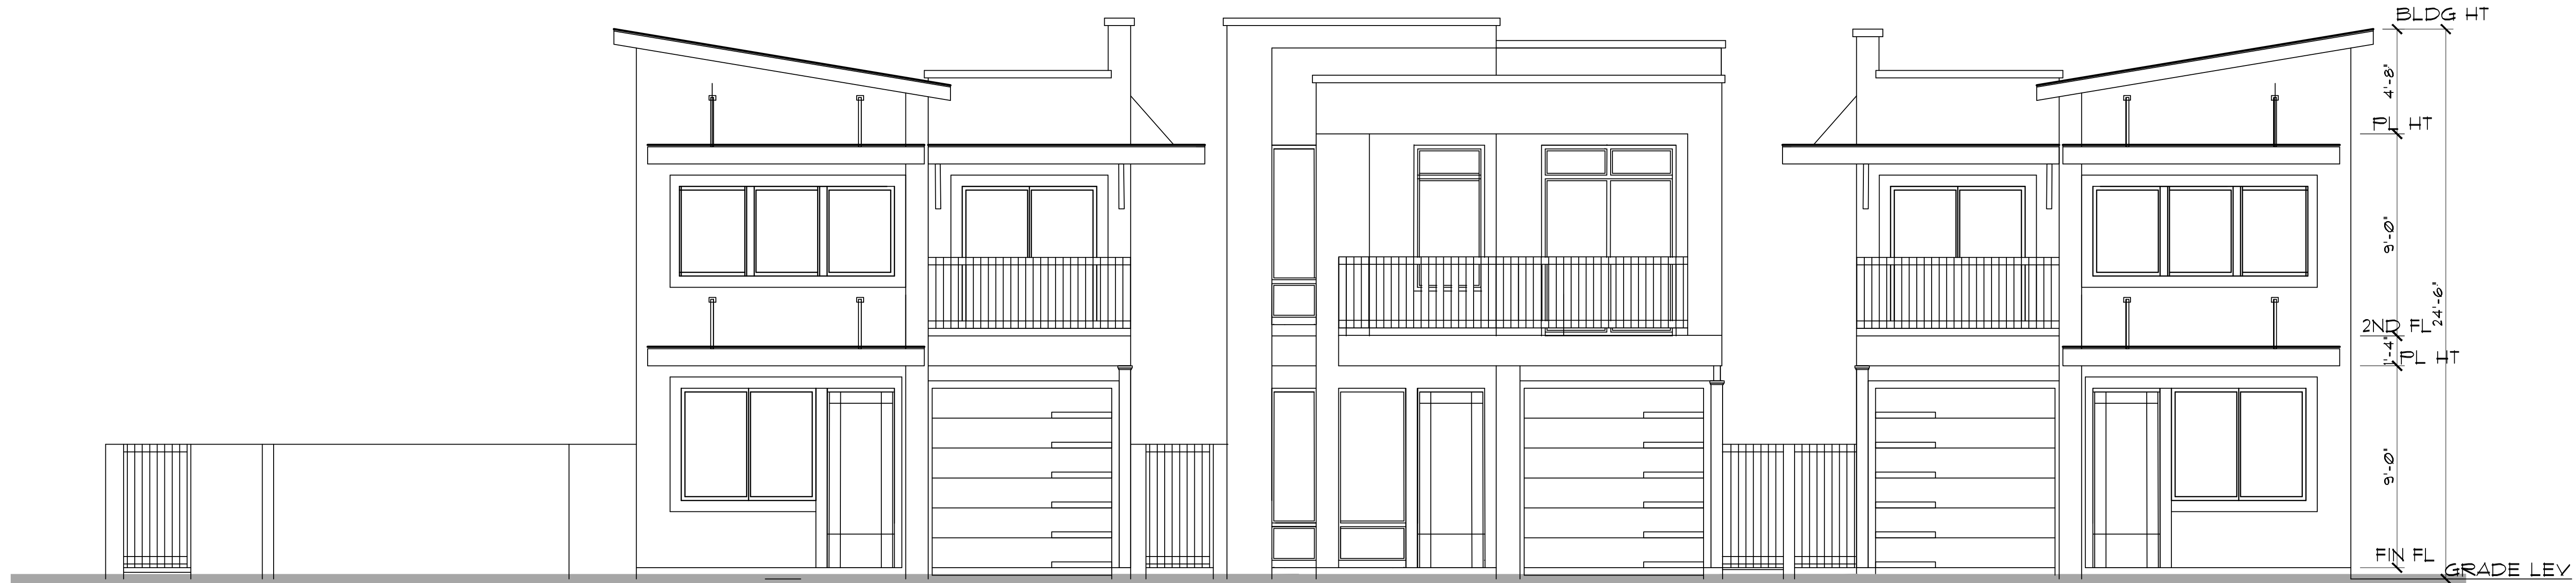 BLDG HT
4'-8"
PL HT
9'-0"
24'-6"
2ND FL
1'-4"
PL HT
9'-0"
FIN FL
GRADE LEV